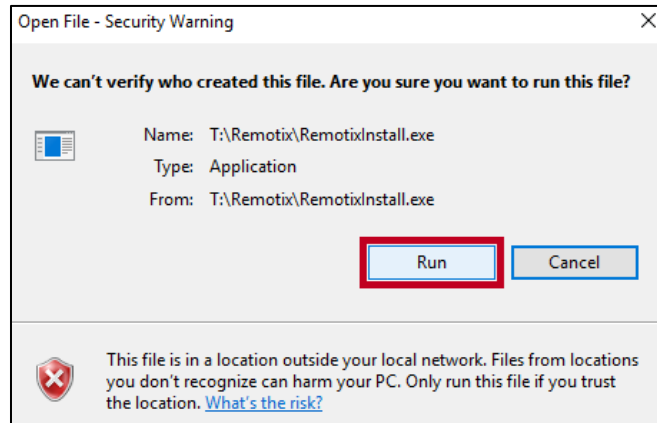 Open File - Security Warning
We can't verify who created this file. Are you sure you want to run this file?
Name: T:\Remotix\RemotixInstall.exe
Type: Application
From: T:\Remotix\RemotixInstall.exe
Run Cancel
This file is in a location outside your local network. Files from locations
you don't recognize can harm your PC. Only run this file if you trust
the location. What's the risk?